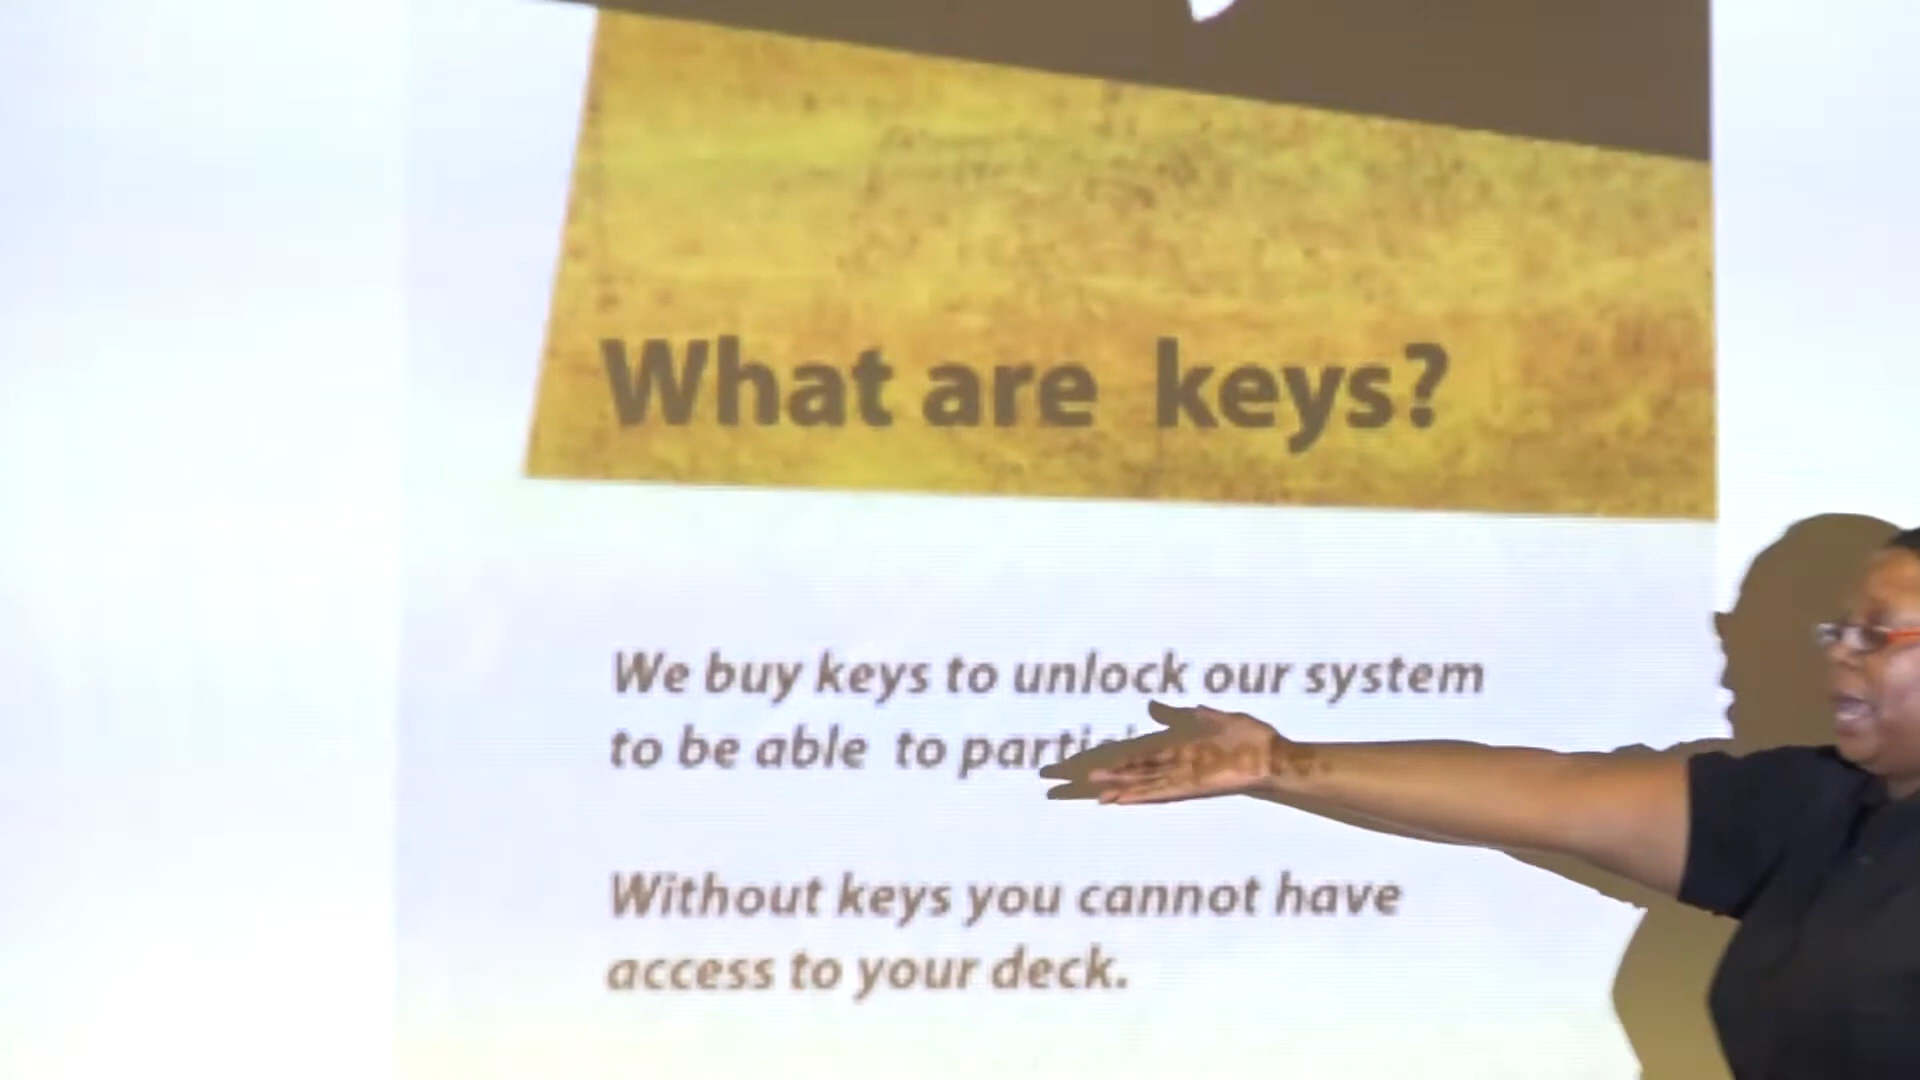 What are keys?
We buy keys to unlock our system
to be able to participate.
Without keys you cannot have
access to your deck.